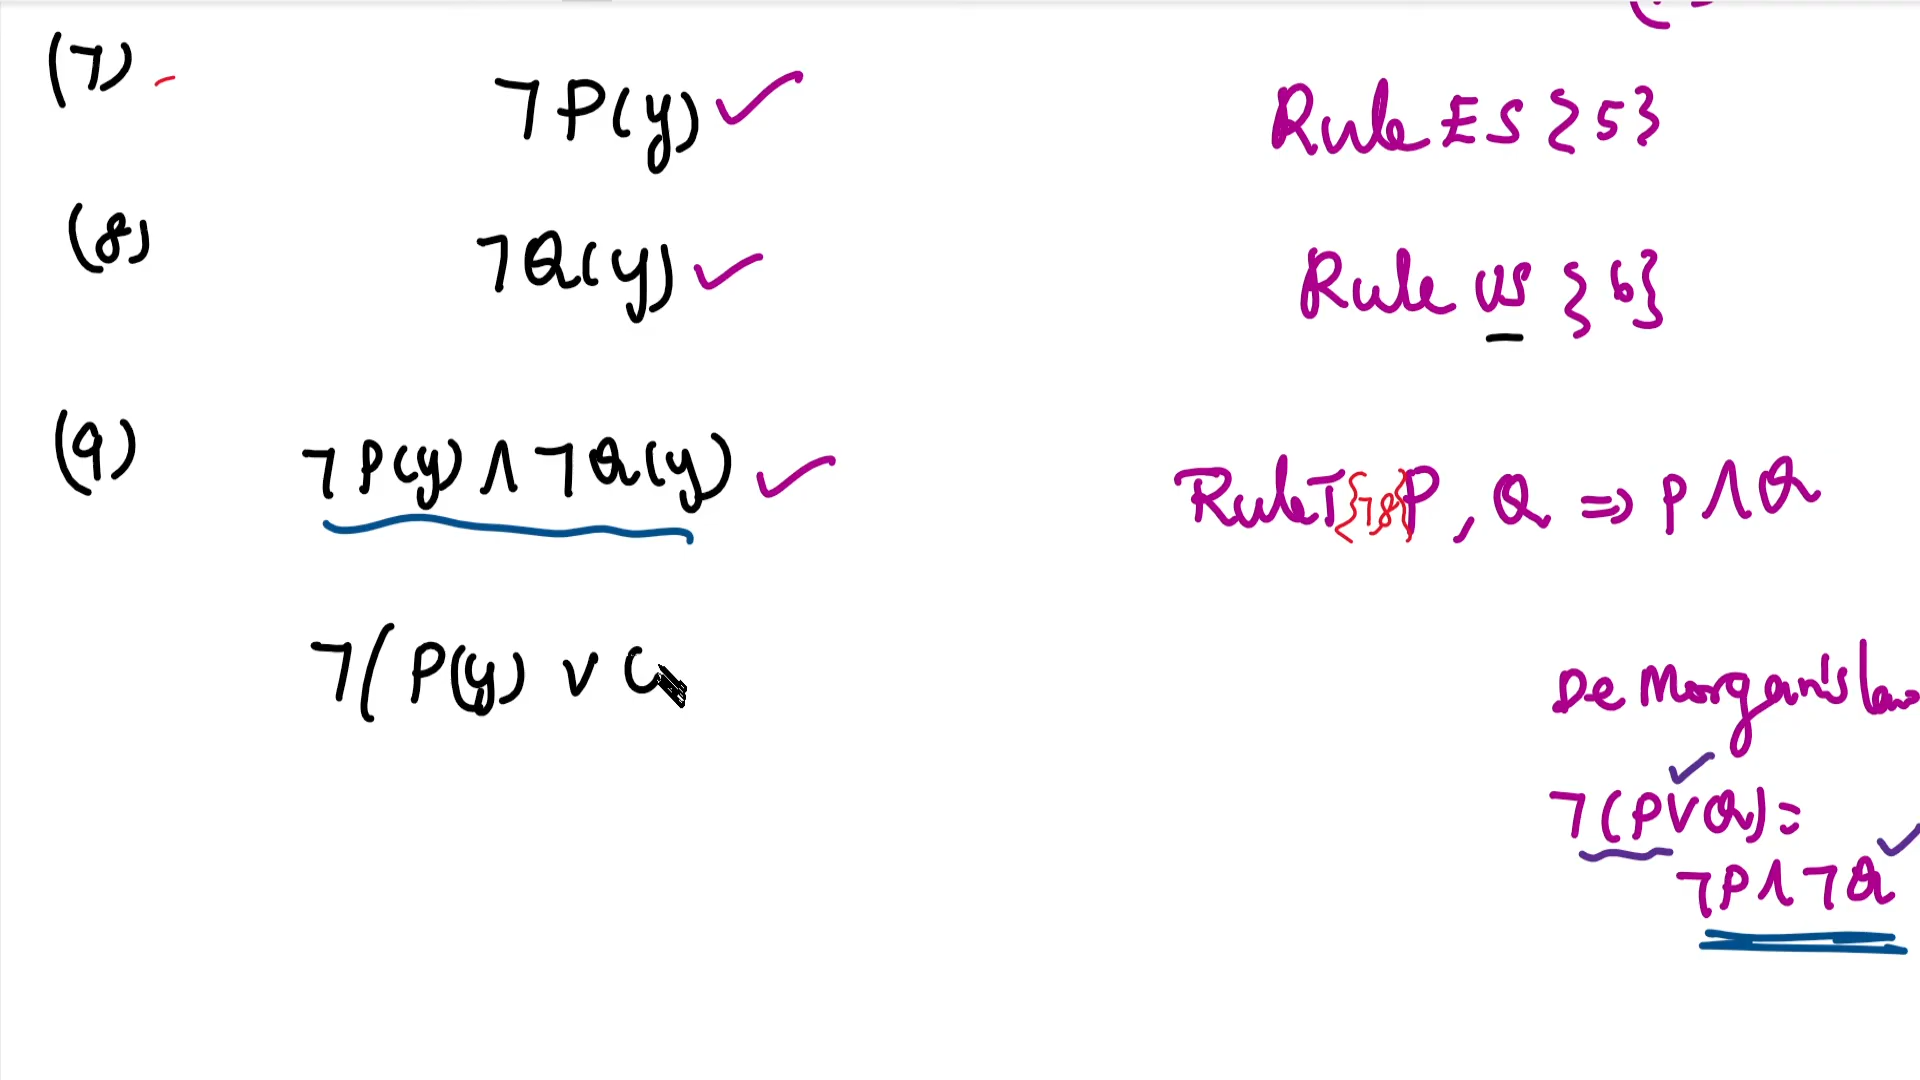 (7) ¬P(y) Rule ES {5}
(8) ¬Q(y) Rule US {6}
(9) ¬P(y) ∧ ¬Q(y) Rule T {7 8} P, Q ⇒ P ∧ Q
¬(P(y) ∨
De Morgan's law
¬(P∨Q) =
¬P∧¬Q